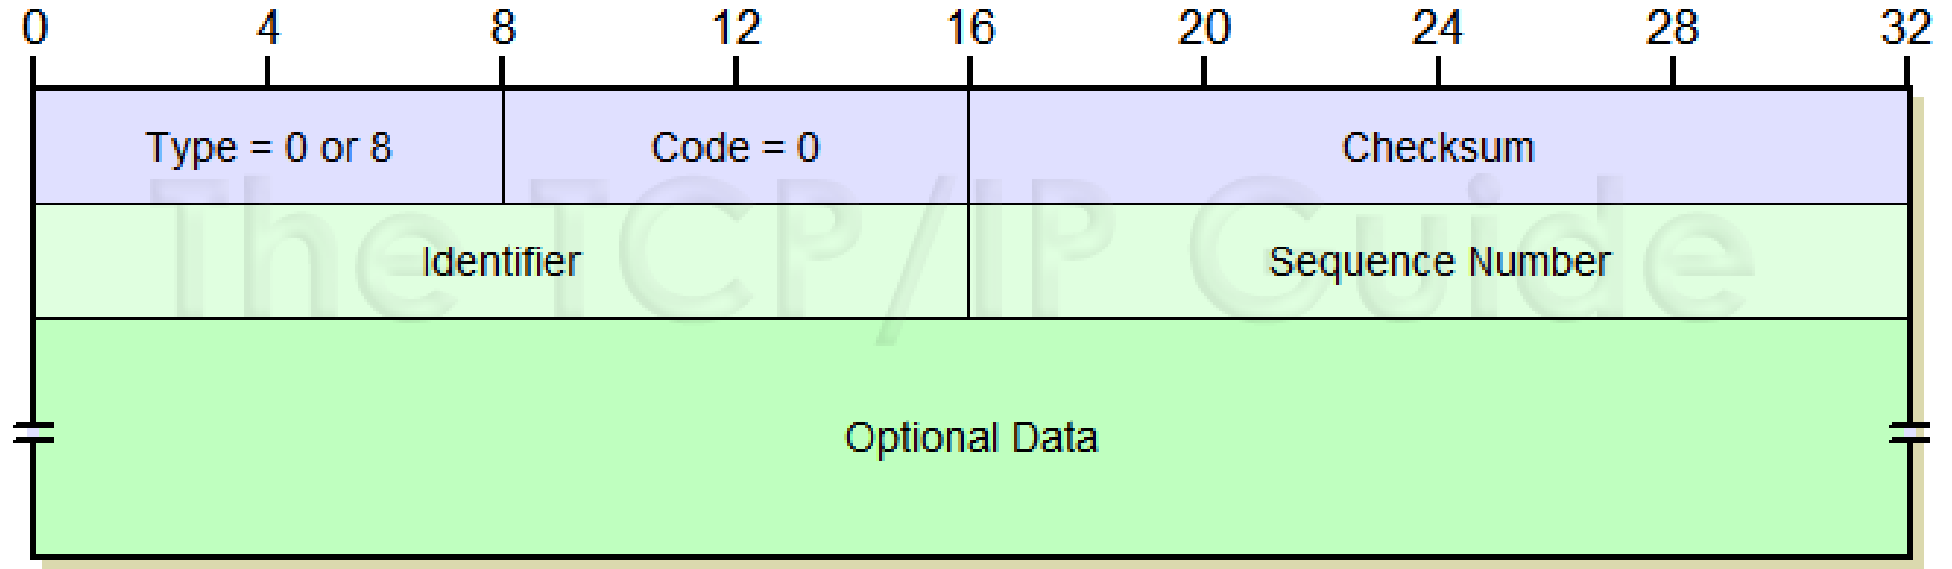 0 4 8 12 16 20 24 28 32
Type = 0 or 8 Code = 0 Checksum
Identifier Sequence Number
The TCP/IP Guide
Optional Data